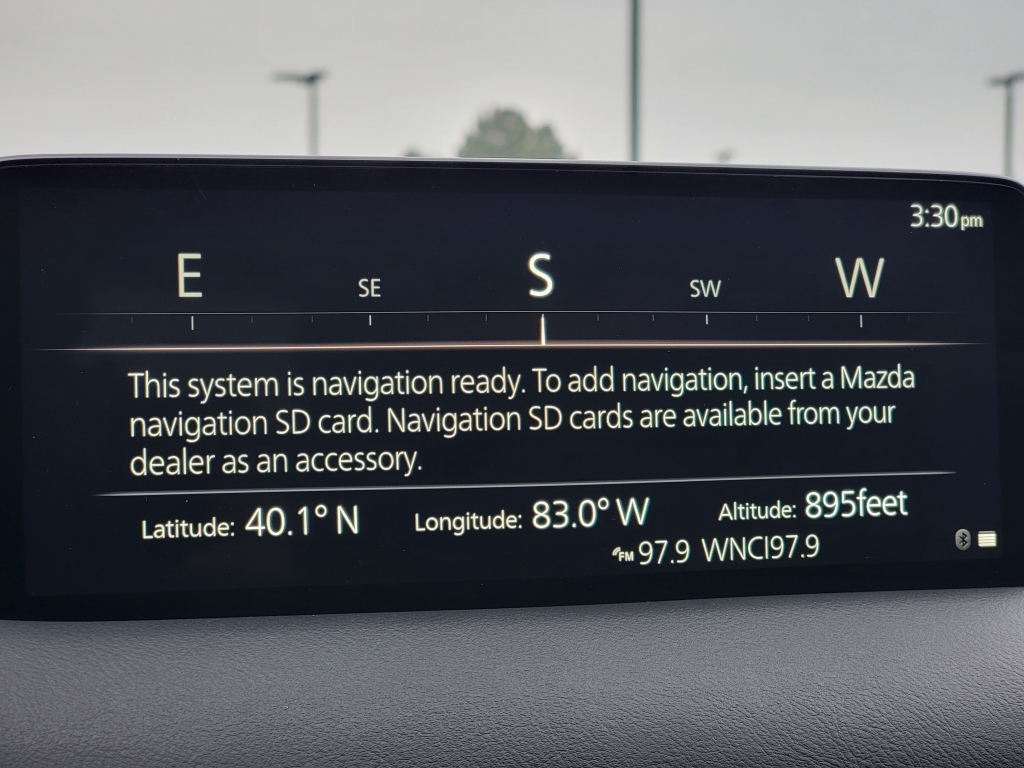 3:30pm
E SE S SW W
This system is navigation ready. To add navigation, insert a Mazda
navigation SD card. Navigation SD cards are available from your
dealer as an accessory.
Latitude: 40.1° N Longitude: 83.0° W Altitude: 895feet
FM 97.9 WNCI97.9